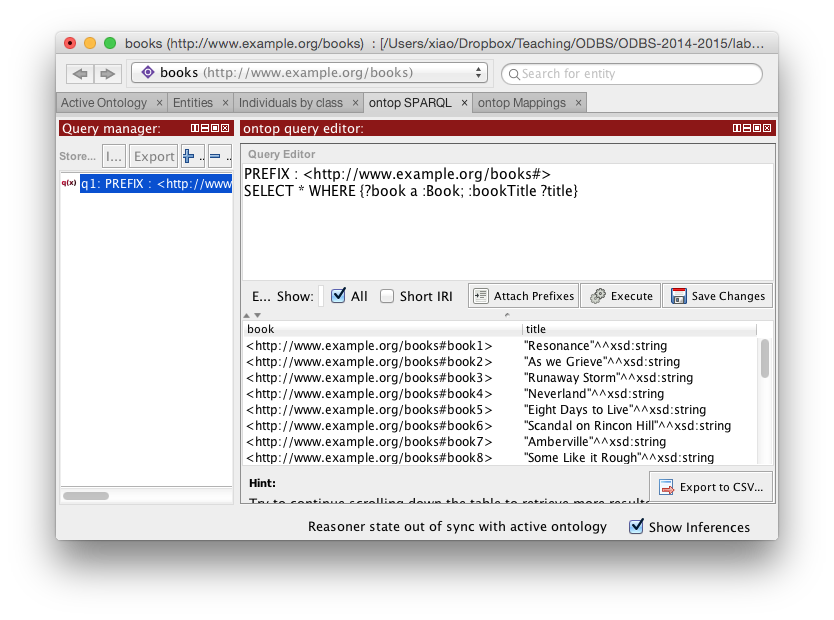 books (http://www.example.org/books) : [/Users/xiao/Dropbox/Teaching/ODBS/ODBS-2014-2015/lab…
books (http://www.example.org/books)
Search for entity
Active Ontology × Entities × Individuals by class × ontop SPARQL × ontop Mappings ×
Query manager:
ontop query editor:
Store... I... Export
q(x) q1: PREFIX : <http://www
Query Editor
PREFIX : <http://www.example.org/books#>
SELECT * WHERE {?book a :Book; :bookTitle ?title}
E... Show: All Short IRI Attach Prefixes Execute Save Changes
book title
<http://www.example.org/books#book1> "Resonance"^^xsd:string
<http://www.example.org/books#book2> "As we Grieve"^^xsd:string
<http://www.example.org/books#book3> "Runaway Storm"^^xsd:string
<http://www.example.org/books#book4> "Neverland"^^xsd:string
<http://www.example.org/books#book5> "Eight Days to Live"^^xsd:string
<http://www.example.org/books#book6> "Scandal on Rincon Hill"^^xsd:string
<http://www.example.org/books#book7> "Amberville"^^xsd:string
<http://www.example.org/books#book8> "Some Like it Rough"^^xsd:string
Hint:
Try to continue scrolling down the table to retrieve more results
Export to CSV...
Reasoner state out of sync with active ontology Show Inferences